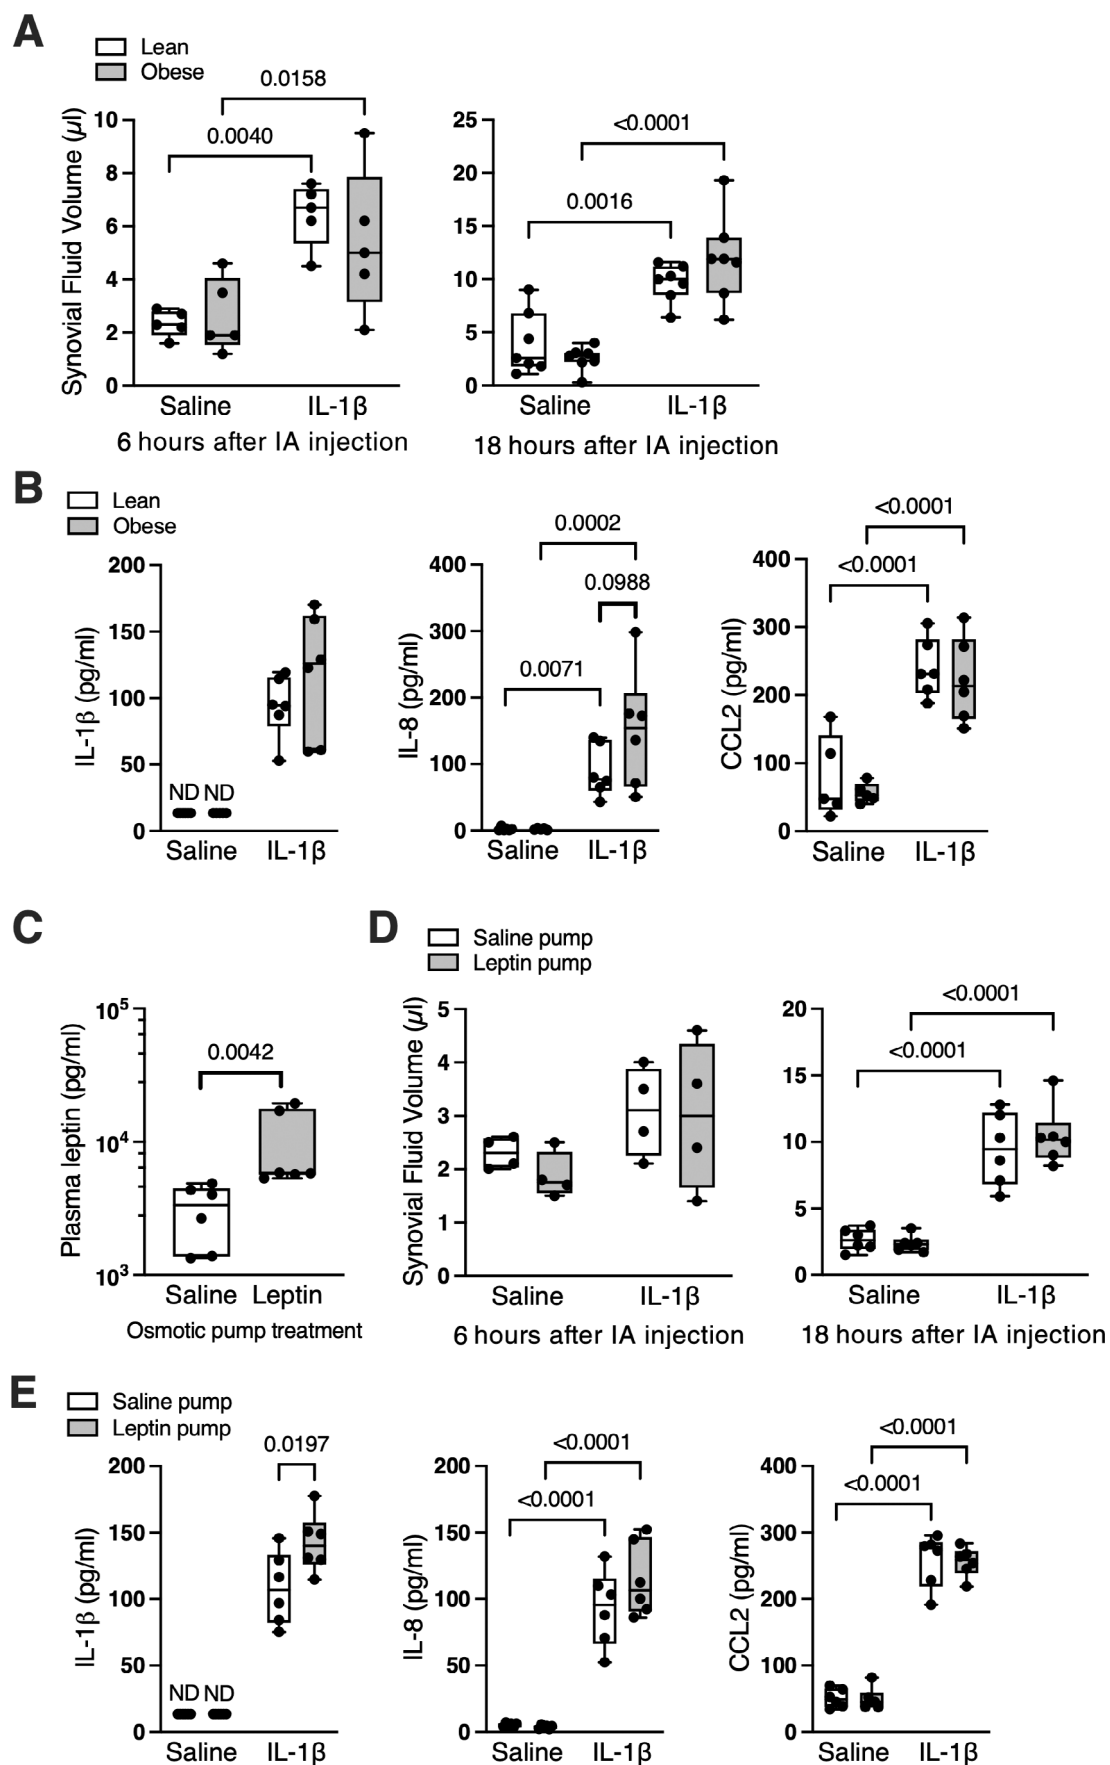 A
Lean
Obese
0.0158
0.0040
<0.0001
0.0016
Synovial Fluid Volume (µl)
10
8
6
4
2
0
25
20
15
10
5
0
Saline IL-1β
Saline IL-1β
6 hours after IA injection
18 hours after IA injection
B
Lean
Obese
IL-1β (pg/ml)
200
150
100
50
0
ND ND
Saline IL-1β
0.0002
0.0988
0.0071
IL-8 (pg/ml)
400
300
200
100
0
Saline IL-1β
<0.0001
<0.0001
CCL2 (pg/ml)
400
300
200
100
0
Saline IL-1β
C
Plasma leptin (pg/ml)
10^5
10^4
10^3
0.0042
Saline Leptin
Osmotic pump treatment
D
Saline pump
Leptin pump
Synovial Fluid Volume (µl)
5
4
3
2
1
0
Saline IL-1β
6 hours after IA injection
<0.0001
<0.0001
20
15
10
5
0
Saline IL-1β
18 hours after IA injection
E
Saline pump
Leptin pump
0.0197
IL-1β (pg/ml)
200
150
100
50
0
ND ND
Saline IL-1β
<0.0001
<0.0001
IL-8 (pg/ml)
200
150
100
50
0
Saline IL-1β
<0.0001
<0.0001
CCL2 (pg/ml)
400
300
200
100
0
Saline IL-1β